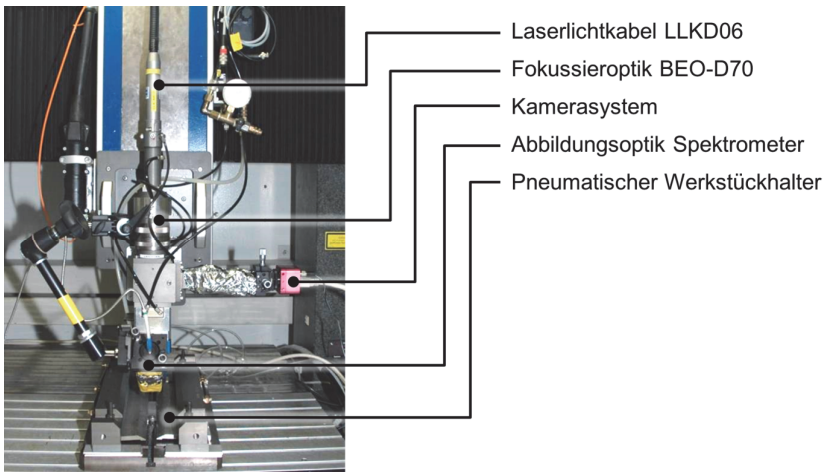 Laserlichtkabel LLKD06
Fokussieroptik BEO-D70
Kamerasystem
Abbildungsoptik Spektrometer
Pneumatischer Werkstückhalter